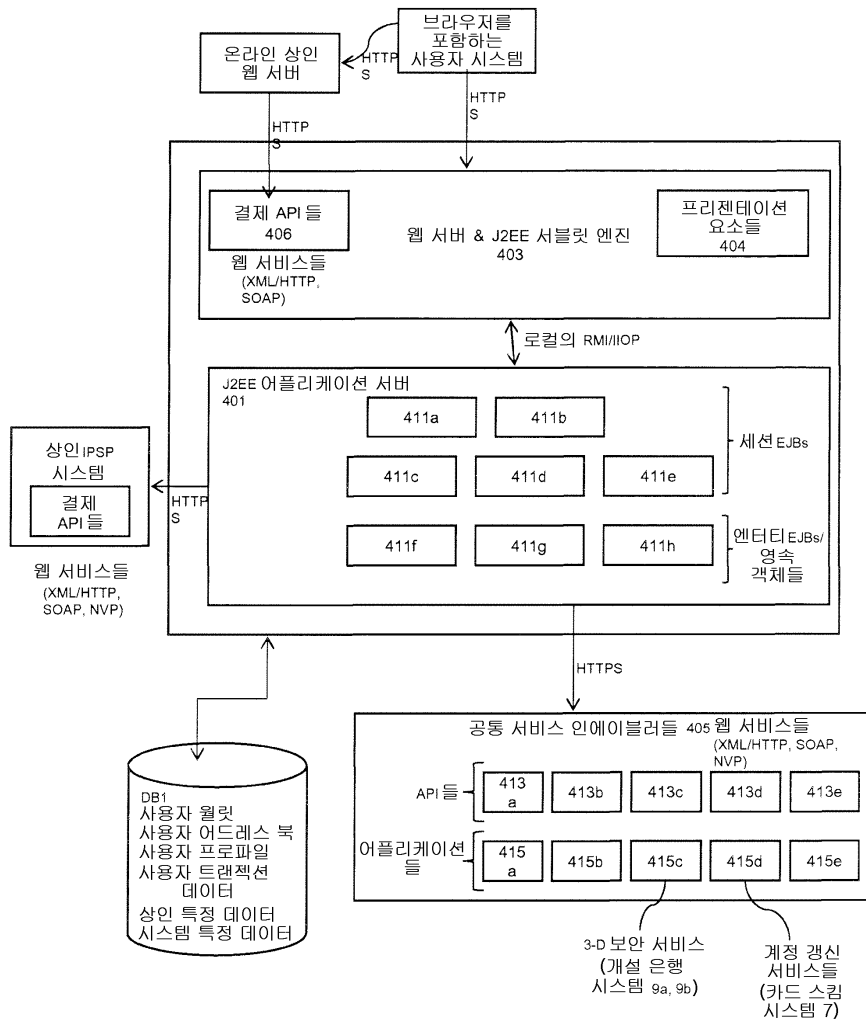 브라우저를
포함하는
사용자 시스템
온라인 상인
웹 서버
HTTP
S
HTTP
S
HTTP
S
결제 API 들
406
웹 서비스들
(XML/HTTP,
SOAP)
웹 서버 & J2EE 서블릿 엔진
403
프리젠테이션
요소들
404
로컬의 RMI/IIOP
J2EE 어플리케이션 서버
401
411a
411b
세션 EJBs
411c
411d
411e
411f
411g
411h
엔터티 EJBs/
영속
객체들
상인 IPSP
시스템
결제
API 들
HTTP
S
웹 서비스들
(XML/HTTP,
SOAP, NVP)
HTTPS
공통 서비스 인에이블러들 405 웹 서비스들
(XML/HTTP, SOAP,
NVP)
API 들
413
a
413b
413c
413d
413e
어플리케이션
들
415
a
415b
415c
415d
415e
DB1
사용자 월릿
사용자 어드레스 북
사용자 프로파일
사용자 트랜젝션
데이터
상인 특정 데이터
시스템 특정 데이터
3-D 보안 서비스
(개설 은행
시스템 9a, 9b)
계정 갱신
서비스들
(카드 스킴
시스템 7)